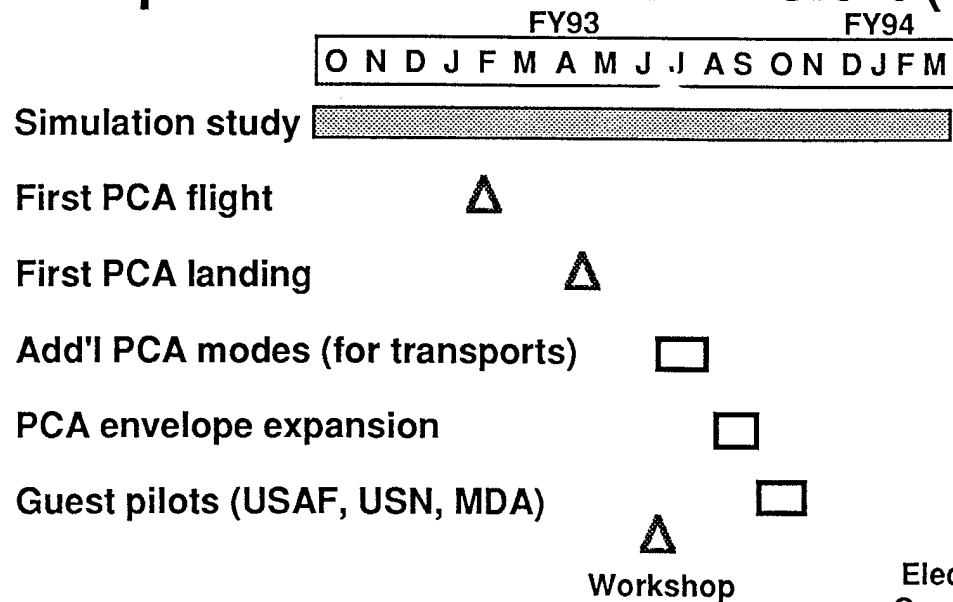 FY93 FY94
O N D J F M A M J J A S O N D J F M
Simulation study
First PCA flight
First PCA landing
Add'l PCA modes (for transports)
PCA envelope expansion
Guest pilots (USAF, USN, MDA)
Workshop